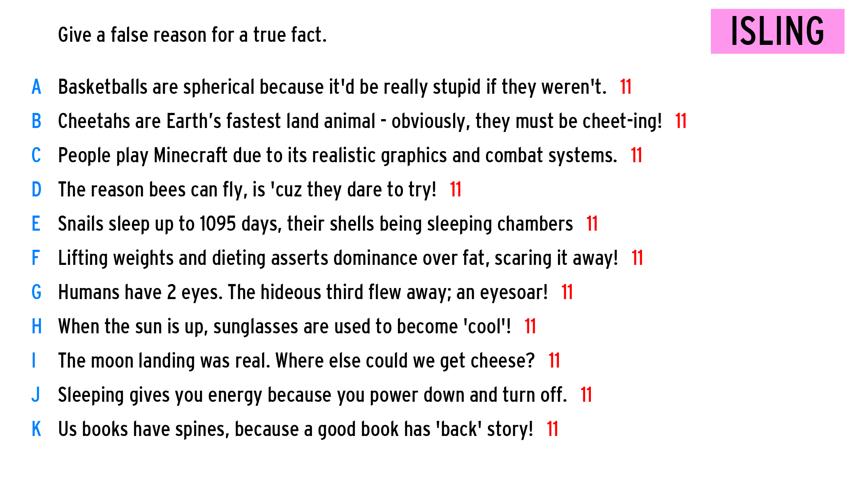 Give a false reason for a true fact.
ISLING
A Basketballs are spherical because it'd be really stupid if they weren't. 11
B Cheetahs are Earth’s fastest land animal - obviously, they must be cheet-ing! 11
C People play Minecraft due to its realistic graphics and combat systems. 11
D The reason bees can fly, is 'cuz they dare to try! 11
E Snails sleep up to 1095 days, their shells being sleeping chambers 11
F Lifting weights and dieting asserts dominance over fat, scaring it away! 11
G Humans have 2 eyes. The hideous third flew away; an eyesoar! 11
H When the sun is up, sunglasses are used to become 'cool'! 11
I The moon landing was real. Where else could we get cheese? 11
J Sleeping gives you energy because you power down and turn off. 11
K Us books have spines, because a good book has 'back' story! 11